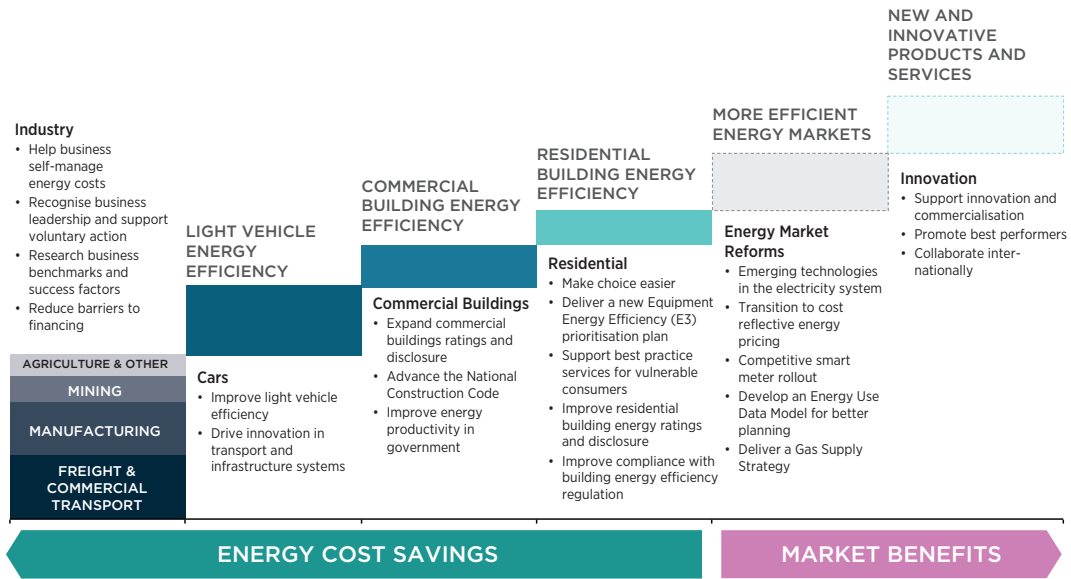 Industry
• Help business
self-manage
energy costs
• Recognise business
leadership and support
voluntary action
• Research business
benchmarks and
success factors
• Reduce barriers to
financing
AGRICULTURE & OTHER
MINING
MANUFACTURING
FREIGHT &
COMMERCIAL
TRANSPORT
LIGHT VEHICLE
ENERGY
EFFICIENCY
Cars
• Improve light vehicle
efficiency
• Drive innovation in
transport and
infrastructure systems
COMMERCIAL
BUILDING ENERGY
EFFICIENCY
Commercial Buildings
• Expand commercial
buildings ratings and
disclosure
• Advance the National
Construction Code
• Improve energy
productivity in
government
RESIDENTIAL
BUILDING ENERGY
EFFICIENCY
Residential
• Make choice easier
• Deliver a new Equipment
Energy Efficiency (E3)
prioritisation plan
• Support best practice
services for vulnerable
consumers
• Improve residential
building energy ratings
and disclosure
• Improve compliance with
building energy efficiency
regulation
MORE EFFICIENT
ENERGY MARKETS
Energy Market
Reforms
• Emerging technologies
in the electricity system
• Transition to cost
reflective energy
pricing
• Competitive smart
meter rollout
• Develop an Energy Use
Data Model for better
planning
• Deliver a Gas Supply
Strategy
NEW AND
INNOVATIVE
PRODUCTS AND
SERVICES
Innovation
• Support innovation and
commercialisation
• Promote best performers
• Collaborate inter-
nationally
ENERGY COST SAVINGS
MARKET BENEFITS